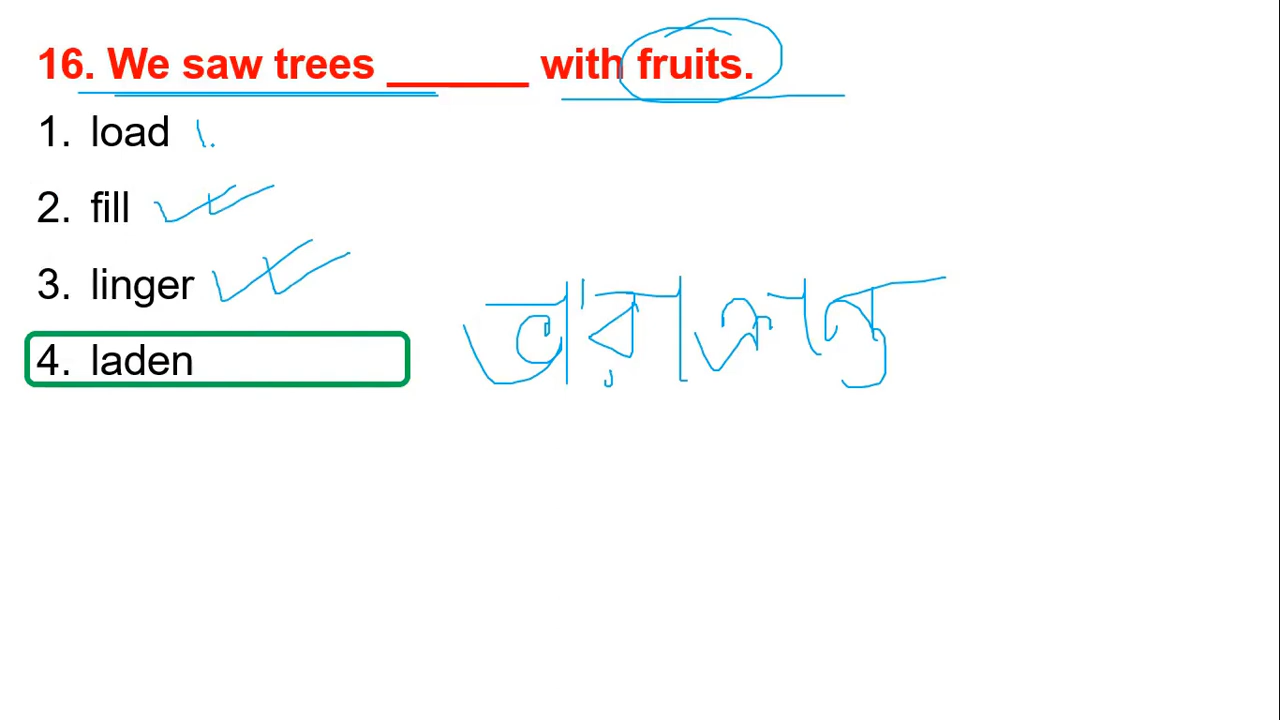 16. We saw trees ______ with fruits.
1. load
2. fill
3. linger
4. laden
ভারাক্রান্ত